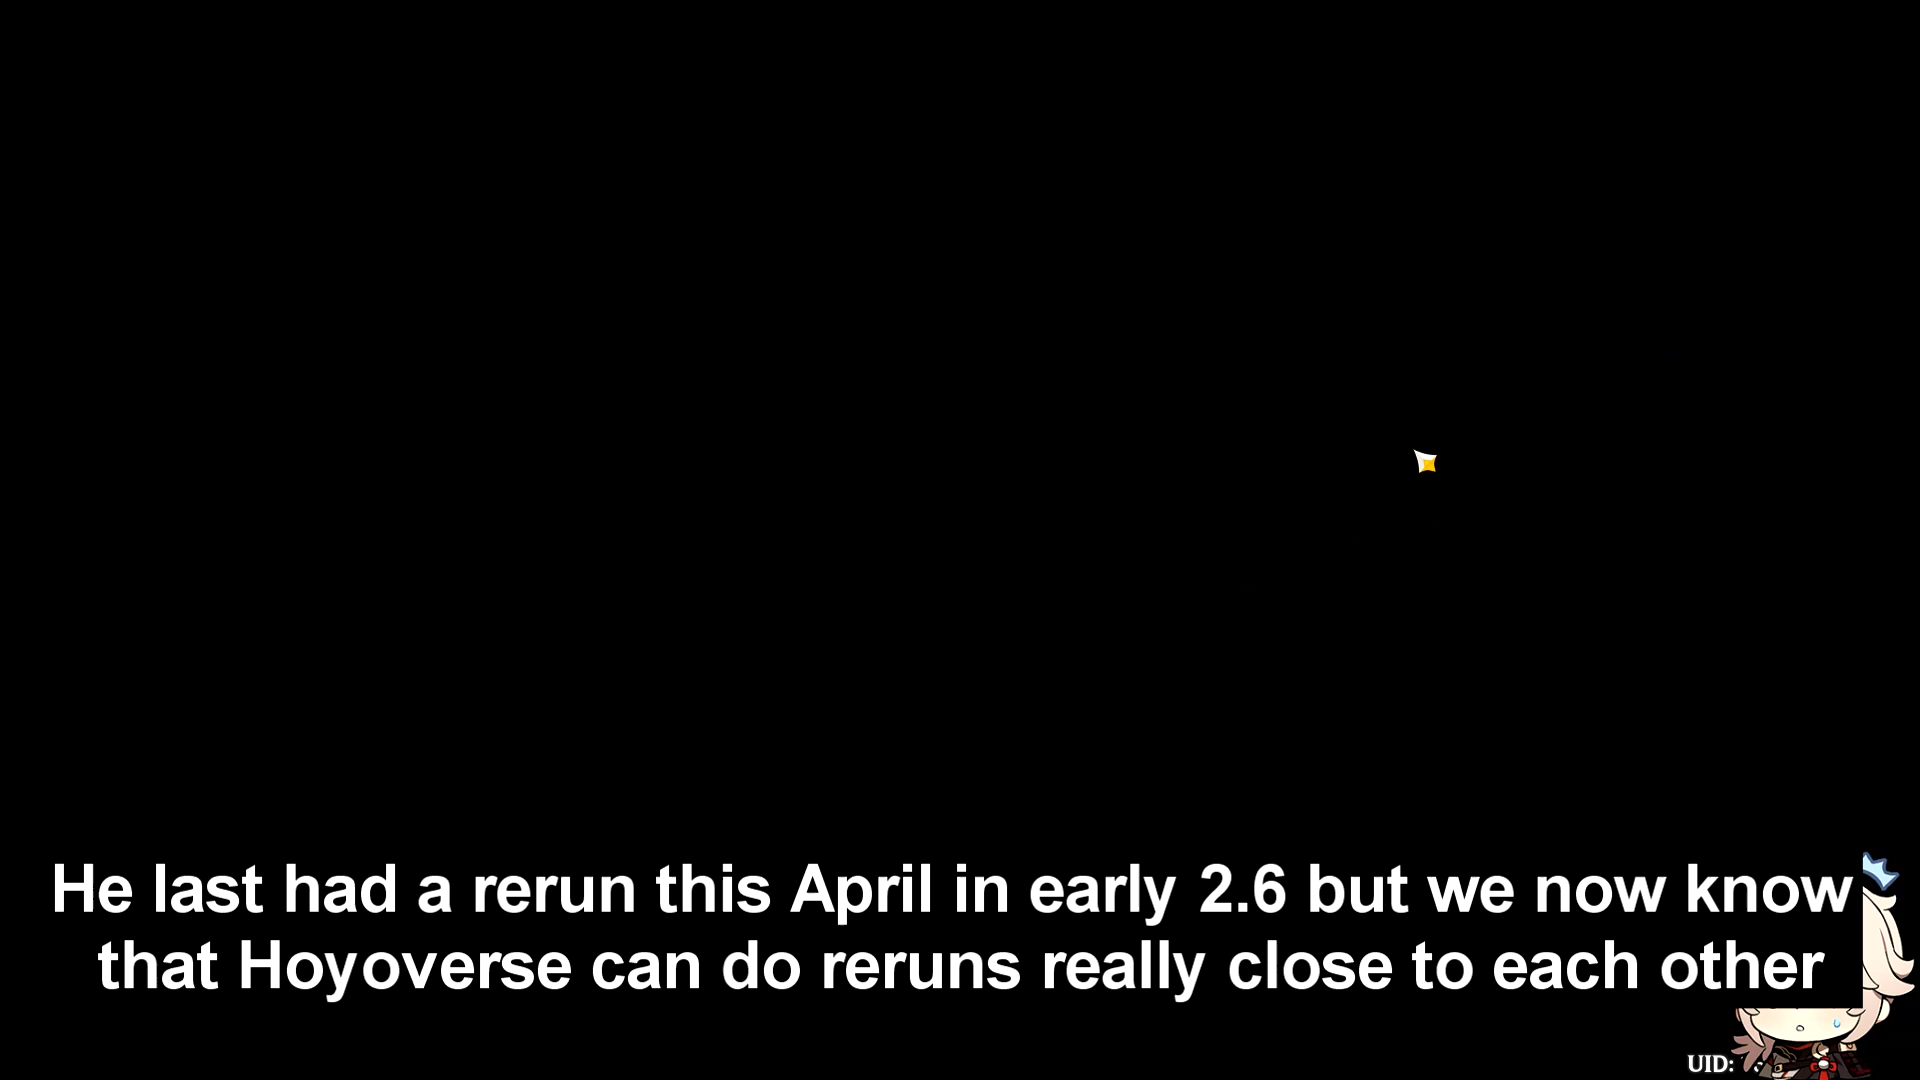 He last had a rerun this April in early 2.6 but we now know
that Hoyoverse can do reruns really close to each other
UID: